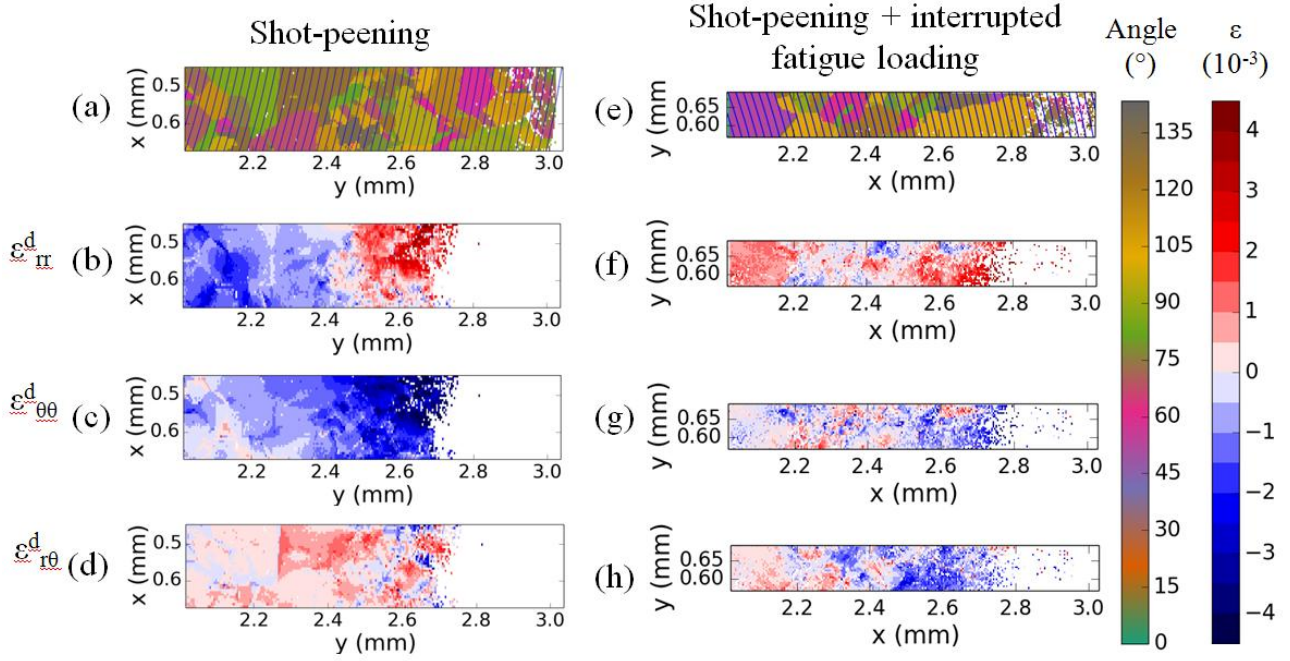 Shot-peening
Shot-peening + interrupted
fatigue loading
Angle
(°)
ε
(10⁻³)
(a)
x (mm)
0.5
0.6
2.2 2.4 2.6 2.8 3.0
y (mm)
(e)
y (mm
0.65
0.60
2.2 2.4 2.6 2.8 3.0
x (mm)
εᵈrr (b)
x (mm)
0.5
0.6
2.2 2.4 2.6 2.8 3.0
y (mm)
(f)
y (mm)
0.65
0.60
2.2 2.4 2.6 2.8 3.0
x (mm)
εᵈθθ (c)
x (mm)
0.5
0.6
2.2 2.4 2.6 2.8 3.0
y (mm)
(g)
y (mm)
0.65
0.60
2.2 2.4 2.6 2.8 3.0
x (mm)
εᵈrθ (d)
x (mm)
0.5
0.6
2.2 2.4 2.6 2.8 3.0
y (mm)
(h)
y (mm)
0.65
0.60
2.2 2.4 2.6 2.8 3.0
x (mm)
135
120
105
90
75
60
45
30
15
0
4
3
2
1
0
−1
−2
−3
−4